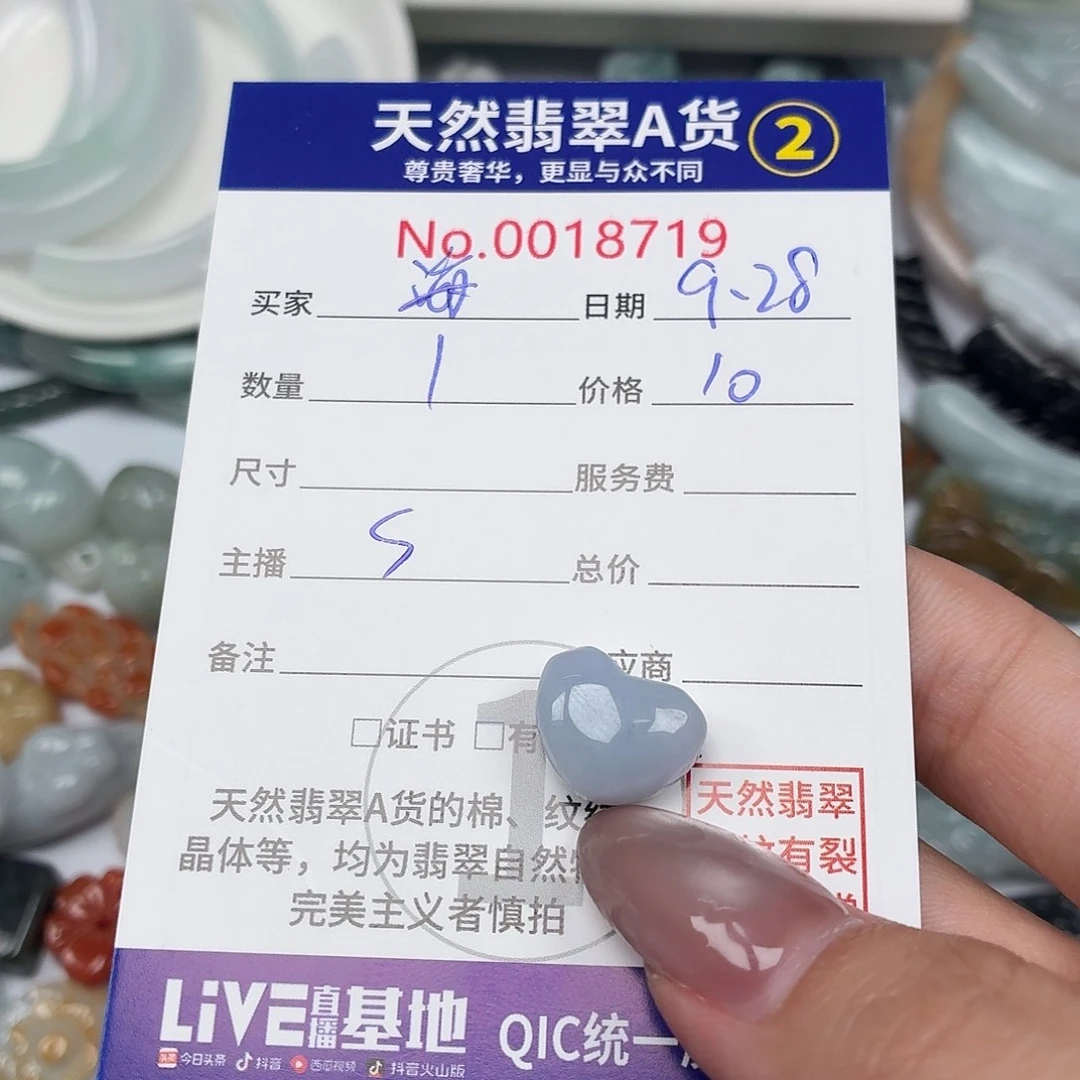 天然翡翠A货 2
尊贵奢华，更显与众不同
No.0018719
买家 海 日期 9.28
数量 1 价格 10
尺寸 服务费
主播 S 总价
备注 应商
□证书 □有
天然翡翠A货的棉、纹
天然翡翠
晶体等，均为翡翠自然
有裂
完美主义者慎拍
LiVE直播基地 QIC统一
今日头条 抖音 西瓜视频 抖音火山版